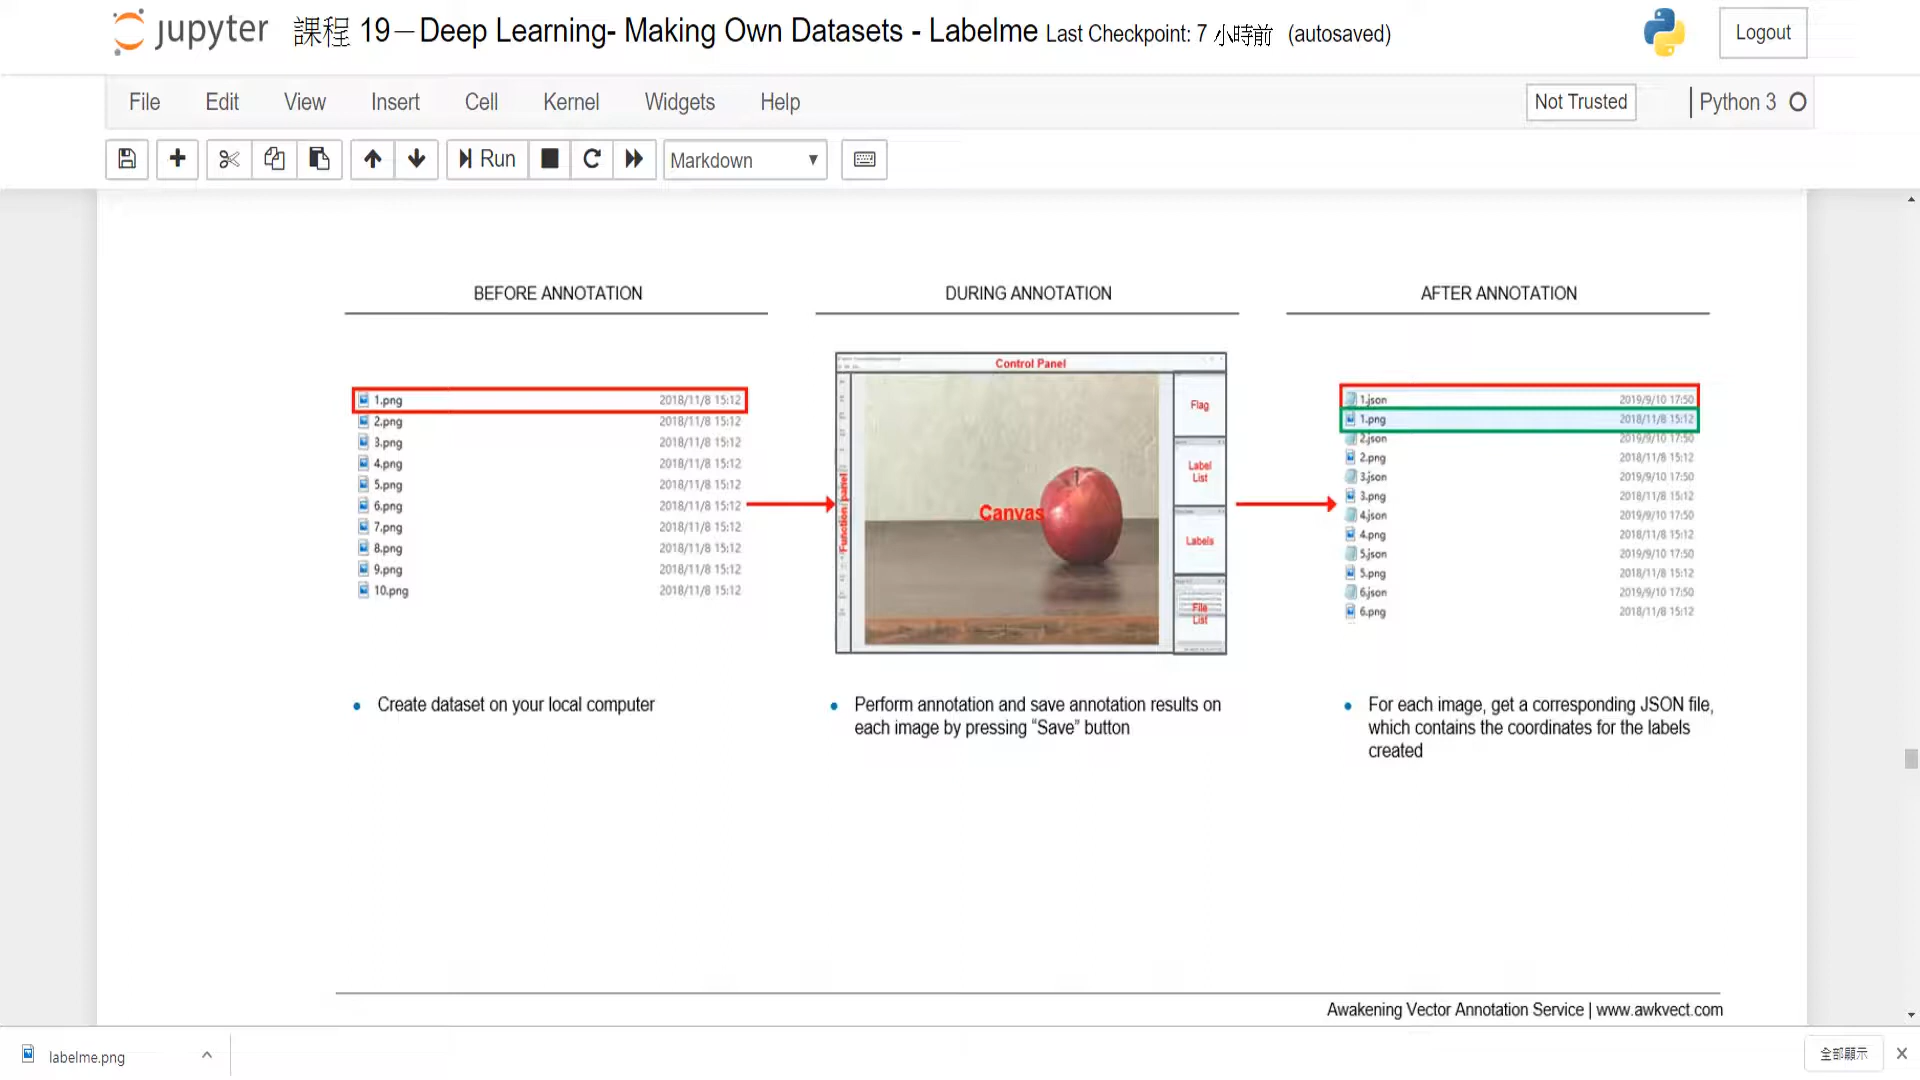 jupyter 課程 19－Deep Learning- Making Own Datasets - Labelme Last Checkpoint: 7 小時前 (autosaved) Logout
File Edit View Insert Cell Kernel Widgets Help Not Trusted Python 3
Run Markdown
BEFORE ANNOTATION
1.png 2018/11/8 15:12
2.png 2018/11/8 15:12
3.png 2018/11/8 15:12
4.png 2018/11/8 15:12
5.png 2018/11/8 15:12
6.png 2018/11/8 15:12
7.png 2018/11/8 15:12
8.png 2018/11/8 15:12
9.png 2018/11/8 15:12
10.png 2018/11/8 15:12
Create dataset on your local computer
DURING ANNOTATION
Control Panel
Function panel
Canvas
Flag
Label
List
Labels
File
List
Perform annotation and save annotation results on
each image by pressing “Save” button
AFTER ANNOTATION
1.json 2019/9/10 17:50
1.png 2018/11/8 15:12
2.json 2019/9/10 17:50
2.png 2018/11/8 15:12
3.json 2019/9/10 17:50
3.png 2018/11/8 15:12
4.json 2019/9/10 17:50
4.png 2018/11/8 15:12
5.json 2019/9/10 17:50
5.png 2018/11/8 15:12
6.json 2019/9/10 17:50
6.png 2018/11/8 15:12
For each image, get a corresponding JSON file,
which contains the coordinates for the labels
created
Awakening Vector Annotation Service | www.awkvect.com
labelme.png 全部顯示